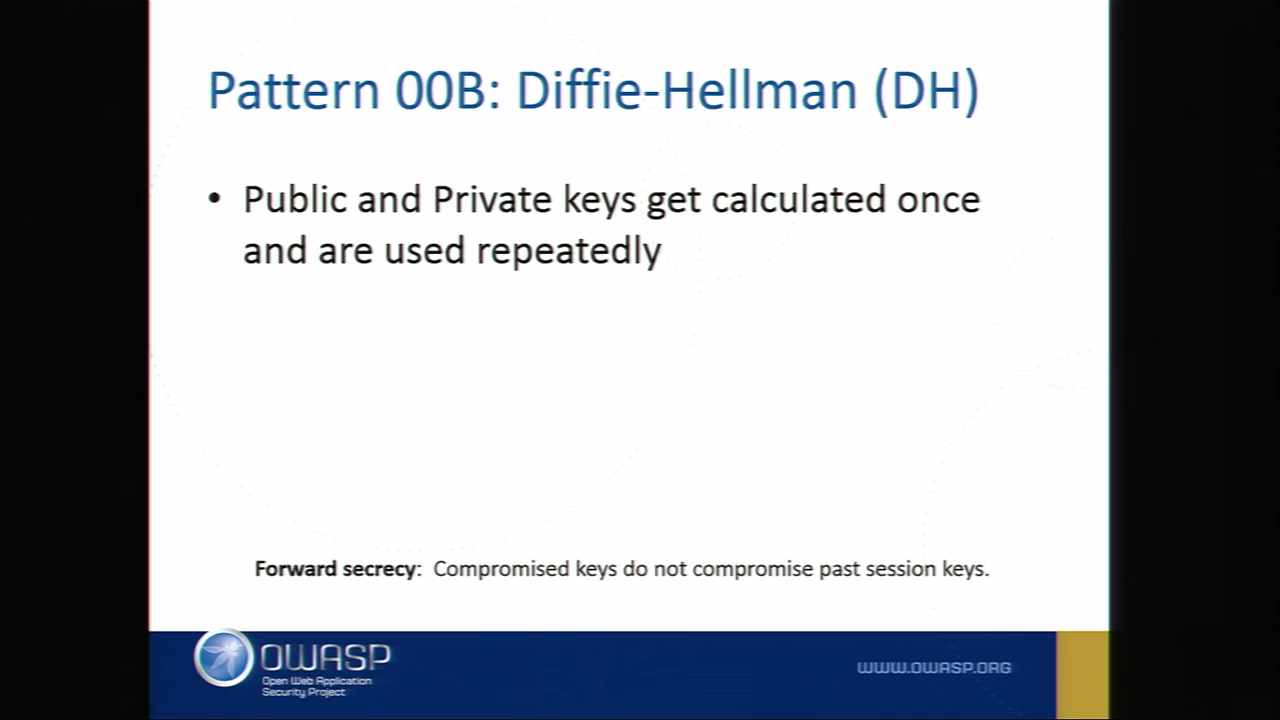 Pattern 00B: Diffie-Hellman (DH)
• Public and Private keys get calculated once
and are used repeatedly
Forward secrecy: Compromised keys do not compromise past session keys.
OWASP
Open Web Application
Security Project
WWW.OWASP.ORG